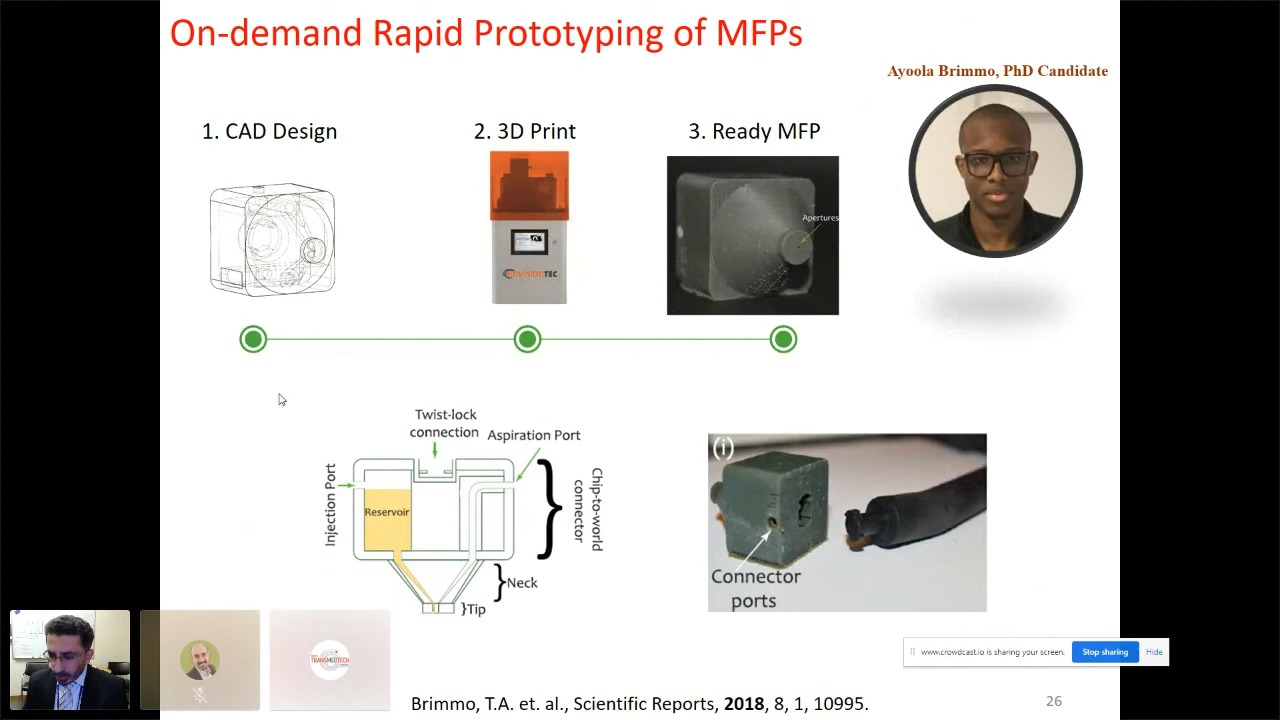 On-demand Rapid Prototyping of MFPs
Ayoola Brimmo, PhD Candidate
1. CAD Design
2. 3D Print
3. Ready MFP
Apertures
ENVISIONTEC
Twist-lock
connection
Aspiration Port
Injection Port
Reservoir
Chip-to-world
connector
Neck
Tip
(i)
Connector
ports
TRANSMEDTECH
www.crowdcast.io is sharing your screen.
Stop sharing
Hide
Brimmo, T.A. et. al., Scientific Reports, 2018, 8, 1, 10995.
26